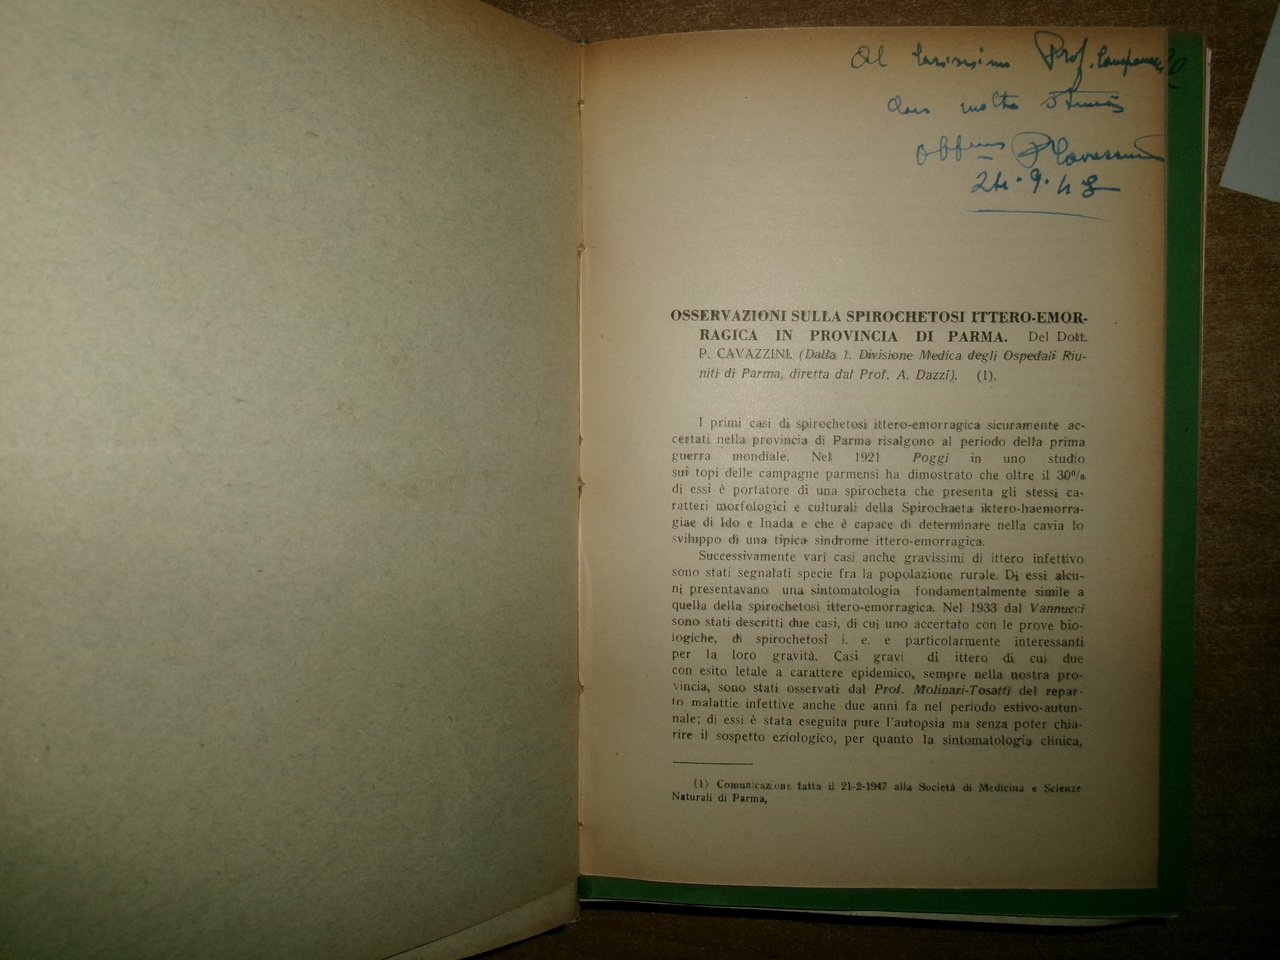 Al carissimo Prof.
con molta stima
P Cavazzini
24.9.48
OSSERVAZIONI SULLA SPIROCHETOSI ITTERO-EMOR-
RAGICA IN PROVINCIA DI PARMA. Del Dott.
P. CAVAZZINI. (Dalla I. Divisione Medica degli Ospedali Riu-
niti di Parma, diretta dal Prof. A. Dazzi). (1).
I primi casi di spirochetosi ittero-emorragica sicuramente ac-
certati nella provincia di Parma risalgono al periodo della prima
guerra mondiale. Nel 1921 Poggi in uno studio
sui topi delle campagne parmensi ha dimostrato che oltre il 30%
di essi è portatore di una spirocheta che presenta gli stessi ca-
ratteri morfologici e culturali della Spirochaeta iktero-haemorra-
giae di Ido e Inada e che è capace di determinare nella cavia lo
sviluppo di una tipica sindrome ittero-emorragica.
Successivamente vari casi anche gravissimi di ittero infettivo
sono stati segnalati specie fra la popolazione rurale. Di essi alcu-
ni presentavano una sintomatologia fondamentalmente simile a
quella della spirochetosi ittero-emorragica. Nel 1933 dal Vannucci
sono stati descritti due casi, di cui uno accertato con le prove bio-
logiche, di spirochetosi i. e. e particolarmente interessanti
per la loro gravità. Casi gravi di ittero di cui due
con esito letale a carattere epidemico, sempre nella nostra pro-
vincia, sono stati osservati dal Prof. Molinari-Tosatti del repar-
to malattie infettive anche due anni fa nel periodo estivo-autun-
nale; di essi è stata eseguita pure l'autopsia ma senza poter chia-
rire il sospetto eziologico, per quanto la sintomatologia clinica,
(1) Comunicazione fatta il 21-2-1947 alla Società di Medicina e Scienze
Naturali di Parma,